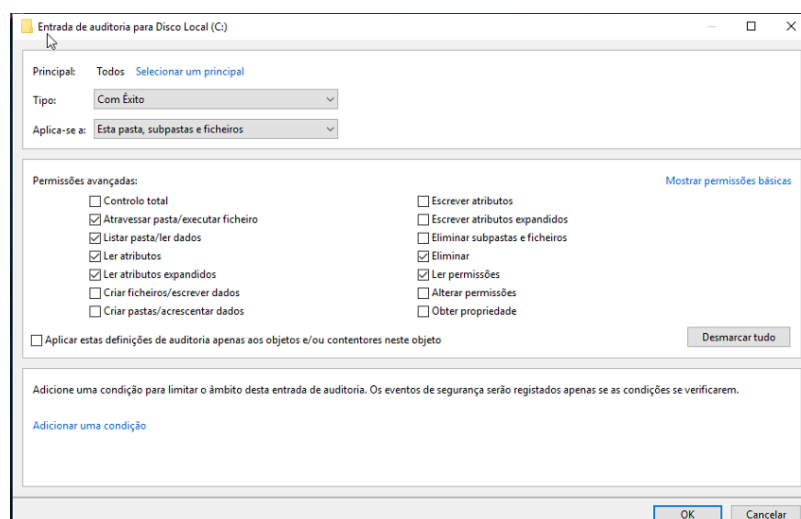 Entrada de auditoria para Disco Local (C:)
Principal: Todos Selecionar um principal
Tipo: Com Êxito
Aplica-se a: Esta pasta, subpastas e ficheiros
Permissões avançadas: Mostrar permissões básicas
Controlo total Escrever atributos
Atravessar pasta/executar ficheiro Escrever atributos expandidos
Listar pasta/ler dados Eliminar subpastas e ficheiros
Ler atributos Eliminar
Ler atributos expandidos Ler permissões
Criar ficheiros/escrever dados Alterar permissões
Criar pastas/acrescentar dados Obter propriedade
Aplicar estas definições de auditoria apenas aos objetos e/ou contentores neste objeto Desmarcar tudo
Adicione uma condição para limitar o âmbito desta entrada de auditoria. Os eventos de segurança serão registados apenas se as condições se verificarem.
Adicionar uma condição
OK Cancelar